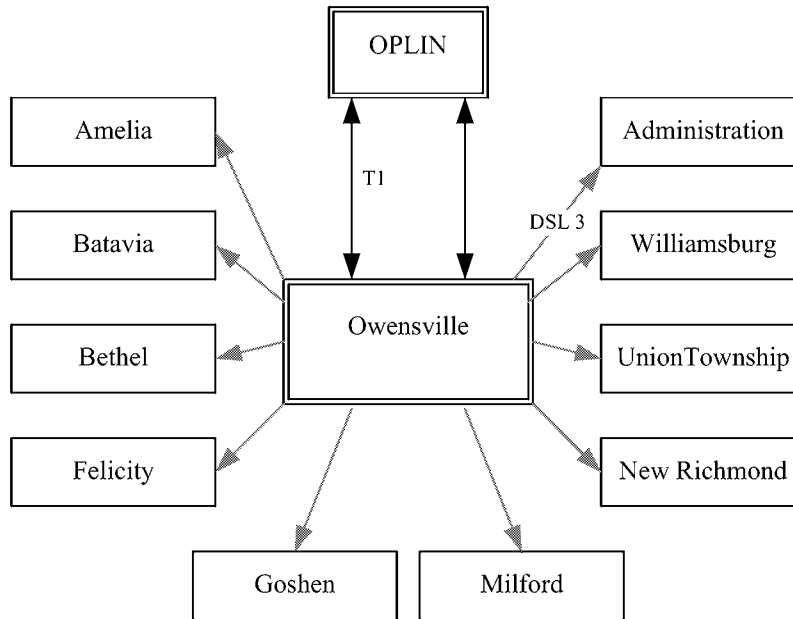 OPLIN
Amelia
Administration
T1
Batavia
DSL 3
Williamsburg
Owensville
Bethel
UnionTownship
Felicity
New Richmond
Goshen
Milford